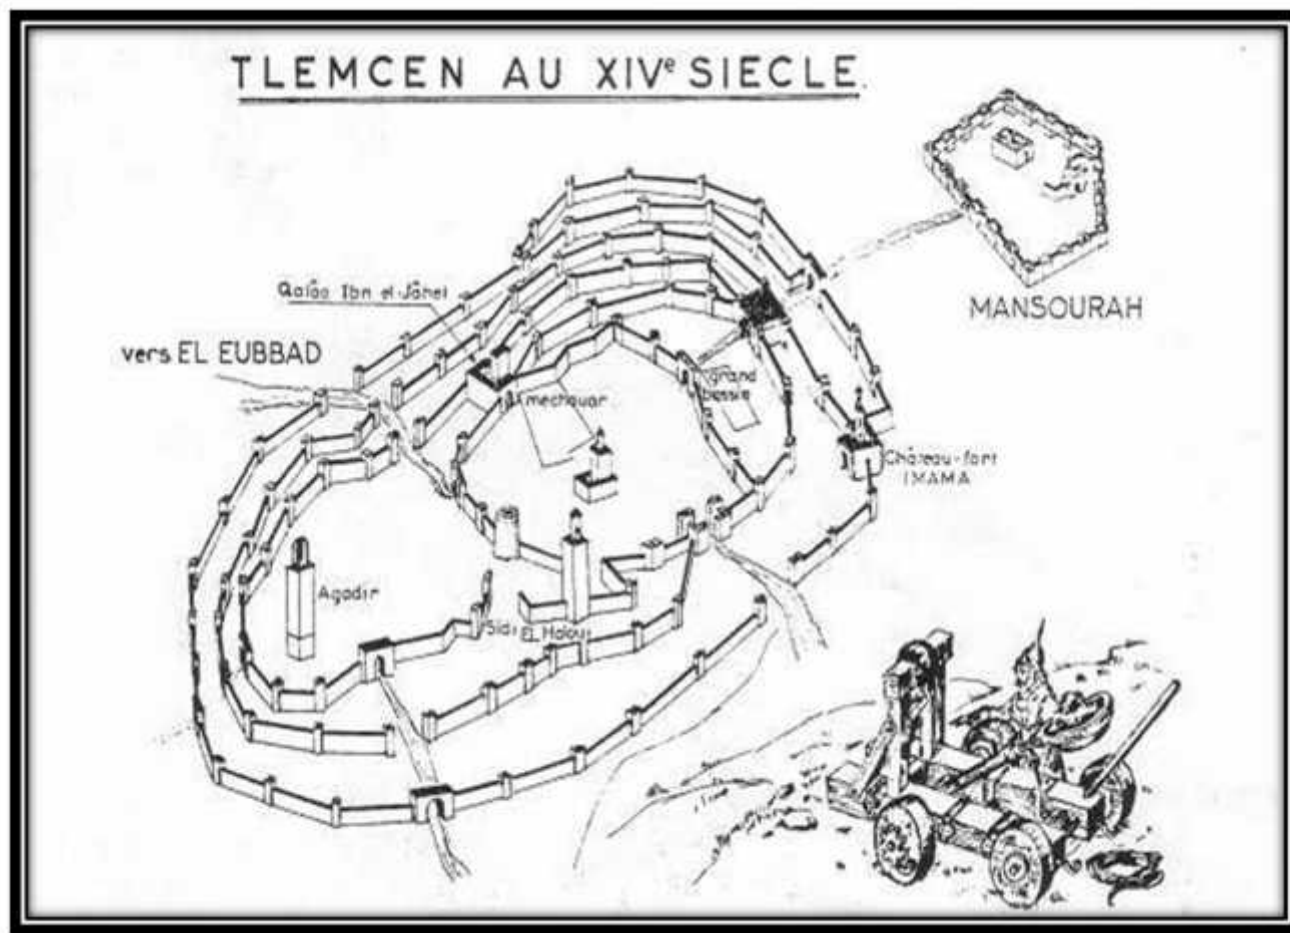 TLEMCEN AU XIVe SIECLE.
MANSOURAH
Qalâa Ibn el-Jâhel
vers EL EUBBAD
mechouar
grand
bassin
Château-fort
IMAMA
Agadir
Sidi EL Haloui